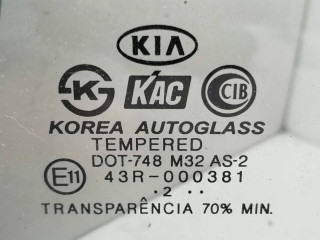 KIA
K KAC CIB
KOREA AUTOGLASS
TEMPERED
DOT-748 M32 AS-2
E11 43R-000381
·2 ··
TRANSPARÊNCIA 70% MIN.